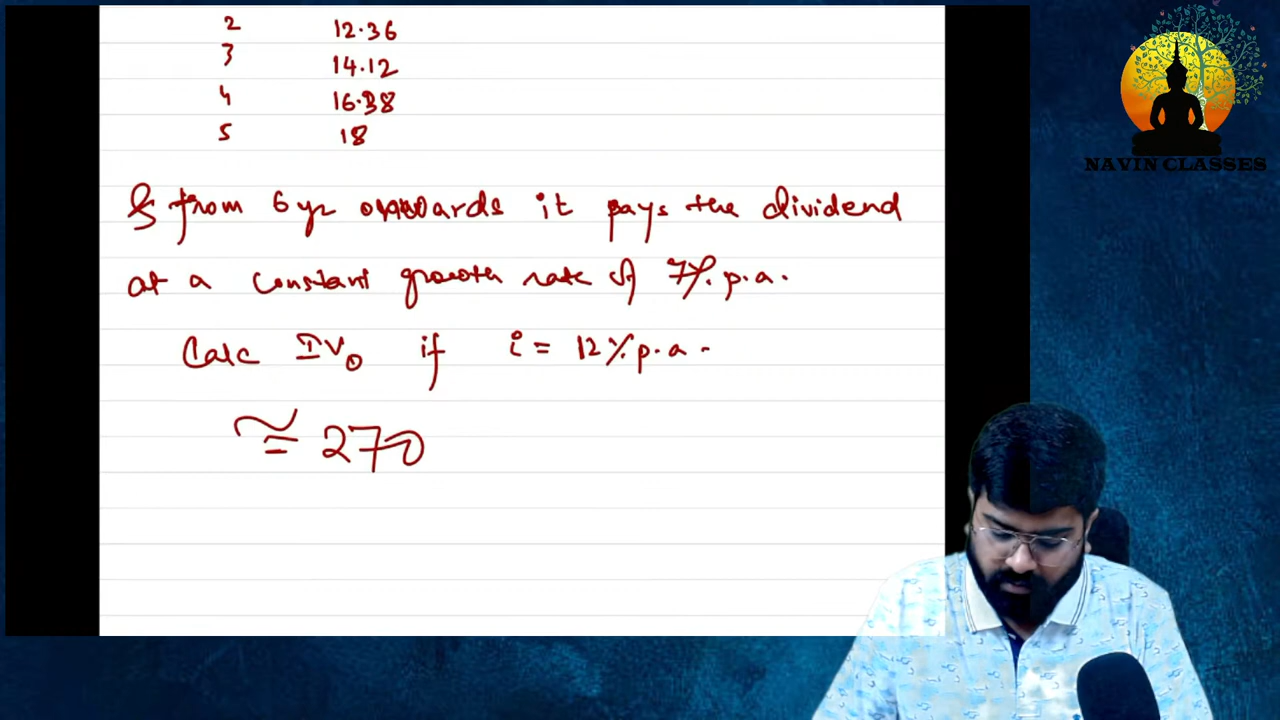 2 12.36
3 14.12
4 16.38
5 18
& from 6 yr onwards it pays the dividend
at a constant growth rate of 7% p.a.
Calc IV₀ if i = 12% p.a.
≅ 270
NAVIN CLASSES